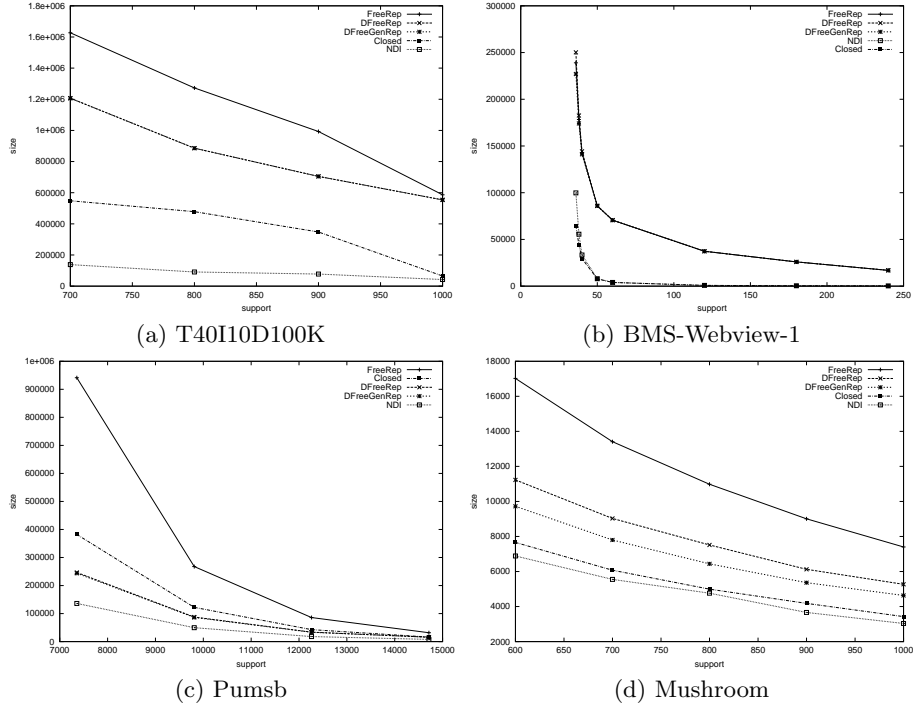 1.8e+006
1.6e+006
1.4e+006
1.2e+006
1e+006
800000
600000
400000
200000
0
size
700
750
800
850
900
950
1000
support
FreeRep
DFreeRep
DFreeGenRep
Closed
NDI
(a) T40I10D100K
300000
250000
200000
150000
100000
50000
0
size
0
50
100
150
200
250
support
FreeRep
DFreeRep
DFreeGenRep
NDI
Closed
(b) BMS-Webview-1
1e+006
900000
800000
700000
600000
500000
400000
300000
200000
100000
0
size
7000
8000
9000
10000
11000
12000
13000
14000
15000
support
FreeRep
Closed
DFreeRep
DFreeGenRep
NDI
(c) Pumsb
18000
16000
14000
12000
10000
8000
6000
4000
2000
size
600
650
700
750
800
850
900
950
1000
support
FreeRep
DFreeRep
DFreeGenRep
Closed
NDI
(d) Mushroom